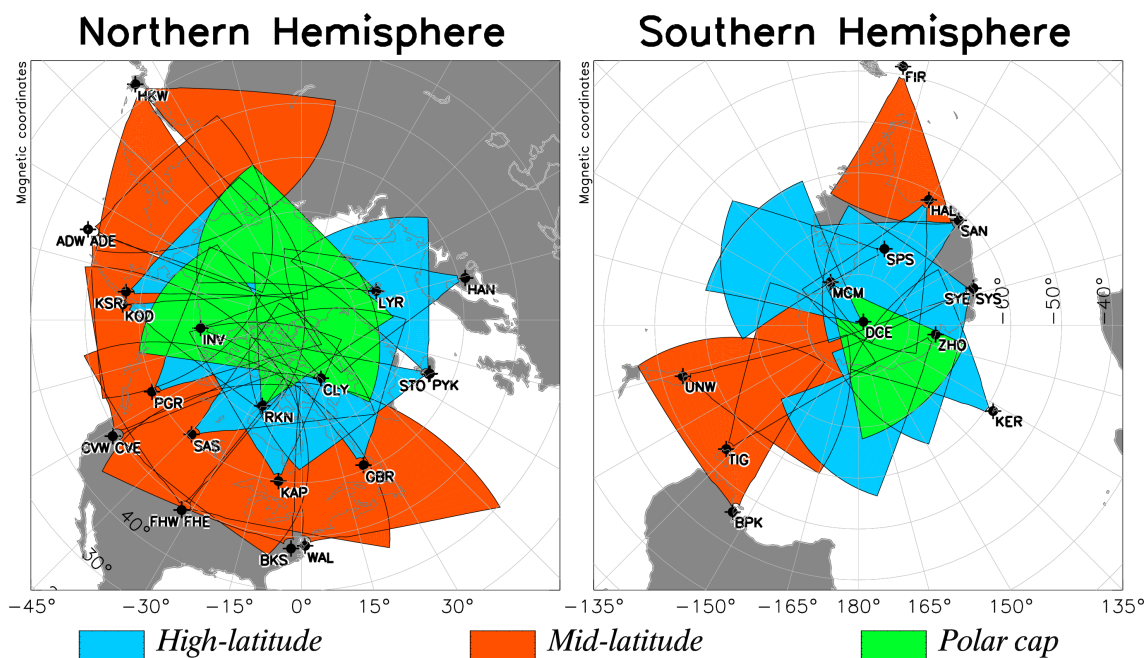 Northern Hemisphere
Southern Hemisphere
Magnetic coordinates
HKW
ADW ADE
KSR
KOD
INV
LYR
HAN
CLY
STO PYK
RKN
PGR
CVW CVE
SAS
GBR
KAP
FHW FHE
BKS
WAL
40°
30°
-45°
-30°
-15°
0°
15°
30°
Magnetic coordinates
FIR
HAL
SAN
SPS
MCM
SYE SYS
DCE
ZHO
UNW
KER
TIG
BPK
-60°
-50°
-40°
-135°
-150°
-165°
180°
165°
150°
135°
High-latitude
Mid-latitude
Polar cap